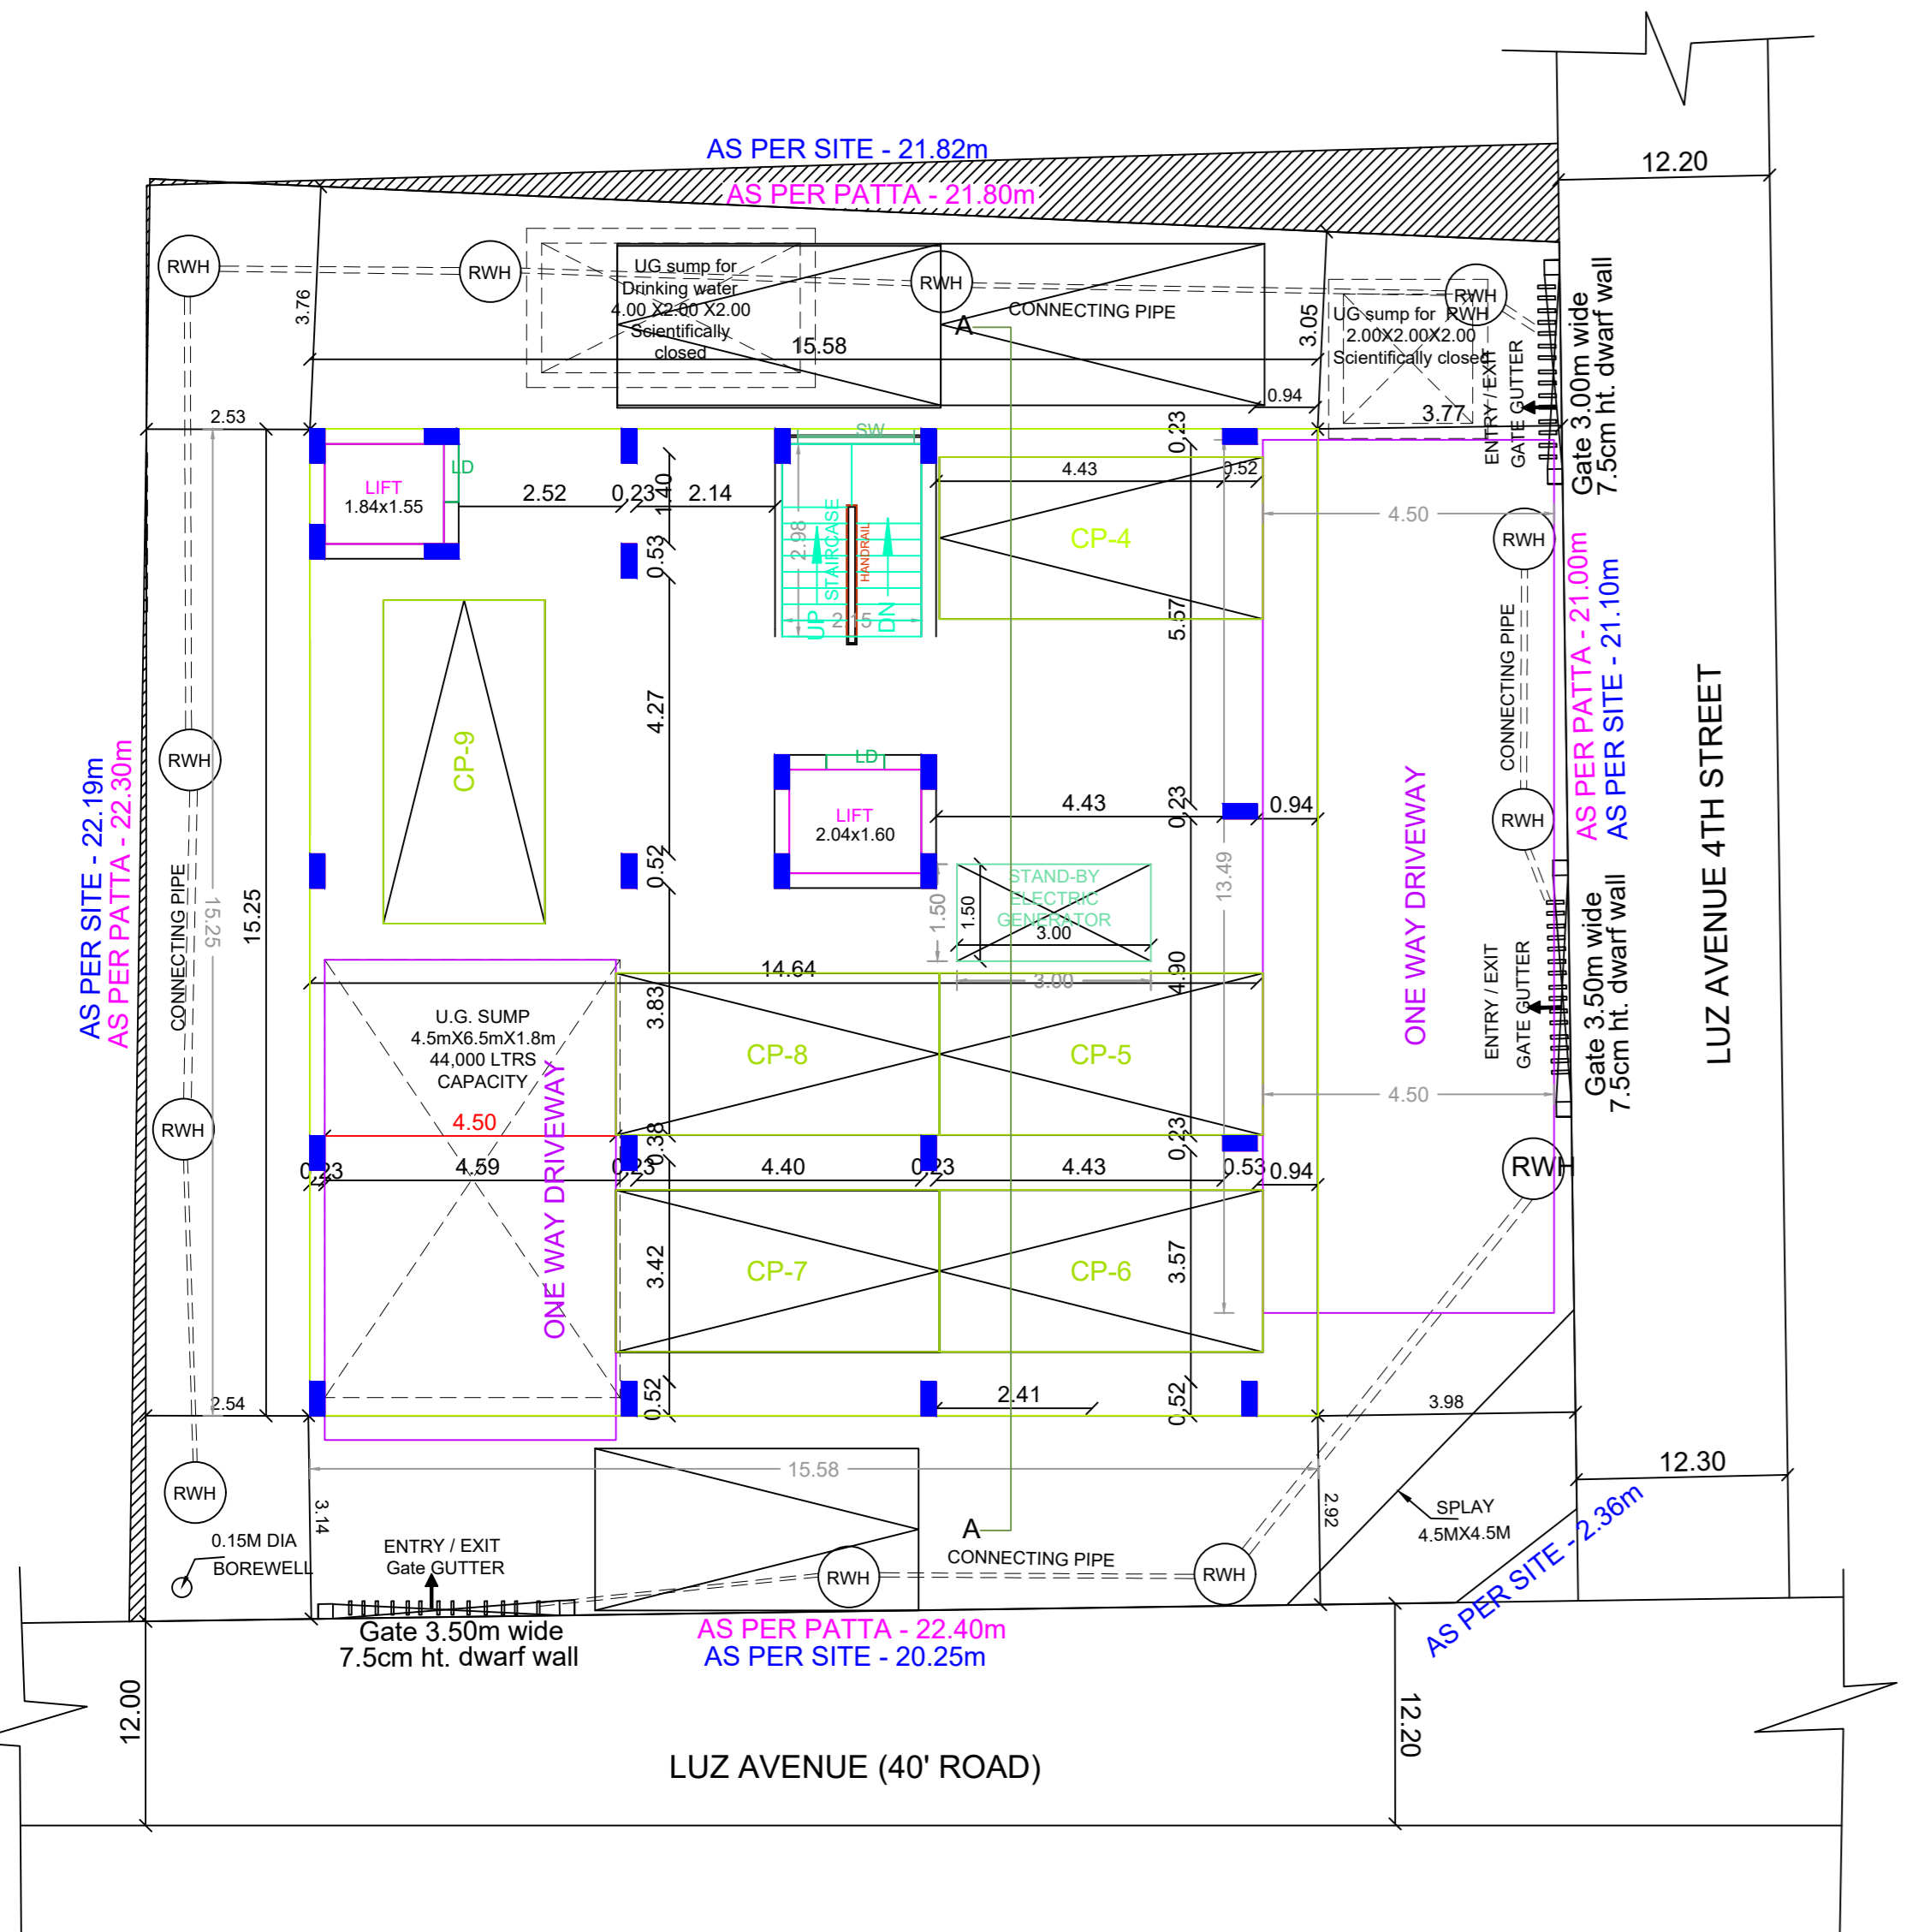 AS PER SITE - 21.82m
AS PER PATTA - 21.80m
12.20
RWH
RWH
RWH
RWH
UG sump for
Drinking water
4.00 X2.00 X2.00
Scientifically
closed
CONNECTING PIPE
A
UG sump for RWH
2.00X2.00X2.00
Scientifically closed
3.76
3.05
15.58
0.94
3.77
2.53
ENTRY / EXIT
GATE GUTTER
Gate 3.00m wide
7.5cm ht. dwarf wall
LIFT
1.84x1.55
LD
2.52
0.23
1.40
2.14
SW
2.98
UP
STAIRCASE
HANDRAIL
DN
2.15
4.43
0.52
0.23
CP-4
4.50
RWH
0.53
5.57
4.27
CP-9
CONNECTING PIPE
AS PER PATTA - 21.00m
AS PER SITE - 21.10m
LUZ AVENUE 4TH STREET
RWH
AS PER SITE - 22.19m
AS PER PATTA - 22.30m
LD
LIFT
2.04x1.60
4.43
0.23
0.94
RWH
ONE WAY DRIVEWAY
0.52
13.49
CONNECTING PIPE
15.25
15.25
1.50
1.50
STAND-BY
ELECTRIC
GENERATOR
3.00
3.00
14.64
4.90
3.83
ENTRY / EXIT
GATE GUTTER
Gate 3.50m wide
7.5cm ht. dwarf wall
U.G. SUMP
4.5mX6.5mX1.8m
44,000 LTRS
CAPACITY
CP-8
CP-5
4.50
4.50
RWH
0.38
0.23
RWH
0.23
4.59
0.23
4.40
0.23
4.43
0.53
0.94
ONE WAY DRIVEWAY
3.42
CP-7
CP-6
3.57
0.52
2.41
0.52
2.54
3.98
15.58
12.30
RWH
3.14
2.92
SPLAY
4.5MX4.5M
AS PER SITE - 2.36m
0.15M DIA
BOREWELL
ENTRY / EXIT
Gate GUTTER
A
CONNECTING PIPE
RWH
RWH
Gate 3.50m wide
7.5cm ht. dwarf wall
AS PER PATTA - 22.40m
AS PER SITE - 20.25m
12.00
12.20
LUZ AVENUE (40' ROAD)